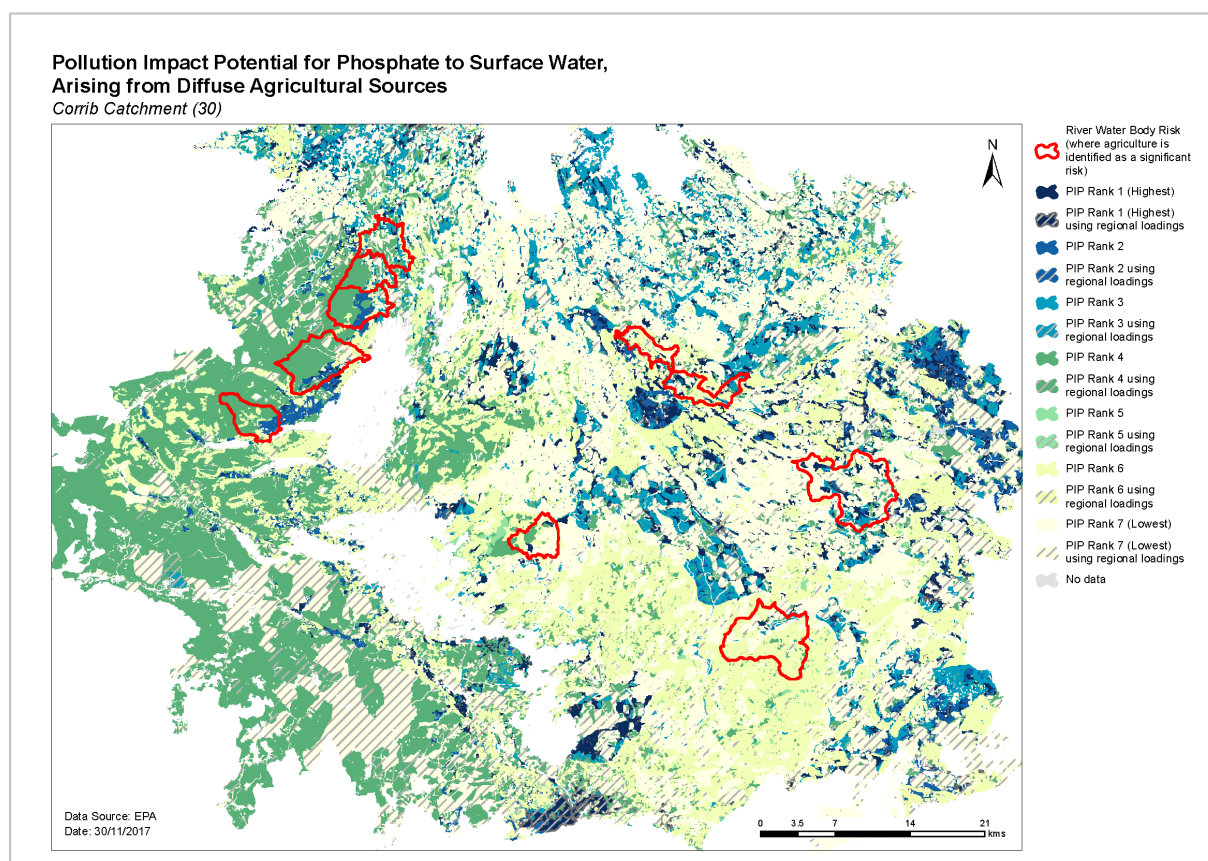 Pollution Impact Potential for Phosphate to Surface Water,
Arising from Diffuse Agricultural Sources
Corrib Catchment (30)
N
River Water Body Risk
(where agriculture is
identified as a significant
risk)
PIP Rank 1 (Highest)
PIP Rank 1 (Highest)
using regional loadings
PIP Rank 2
PIP Rank 2 using
regional loadings
PIP Rank 3
PIP Rank 3 using
regional loadings
PIP Rank 4
PIP Rank 4 using
regional loadings
PIP Rank 5
PIP Rank 5 using
regional loadings
PIP Rank 6
PIP Rank 6 using
regional loadings
PIP Rank 7 (Lowest)
PIP Rank 7 (Lowest)
using regional loadings
No data
Data Source: EPA
Date: 30/11/2017
0 3.5 7 14 21
kms